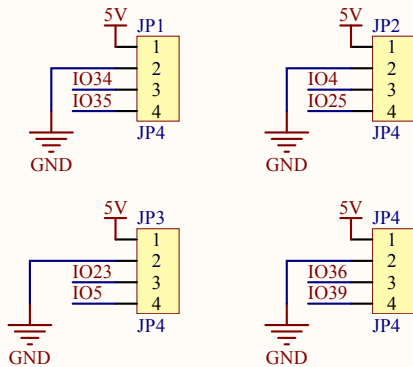 5V JP1
1
2
IO34 3
IO35 4
JP4
GND
5V JP2
1
2
IO4 3
IO25 4
JP4
GND
5V JP3
1
2
IO23 3
IO5 4
JP4
GND
5V JP4
1
2
IO36 3
IO39 4
JP4
GND